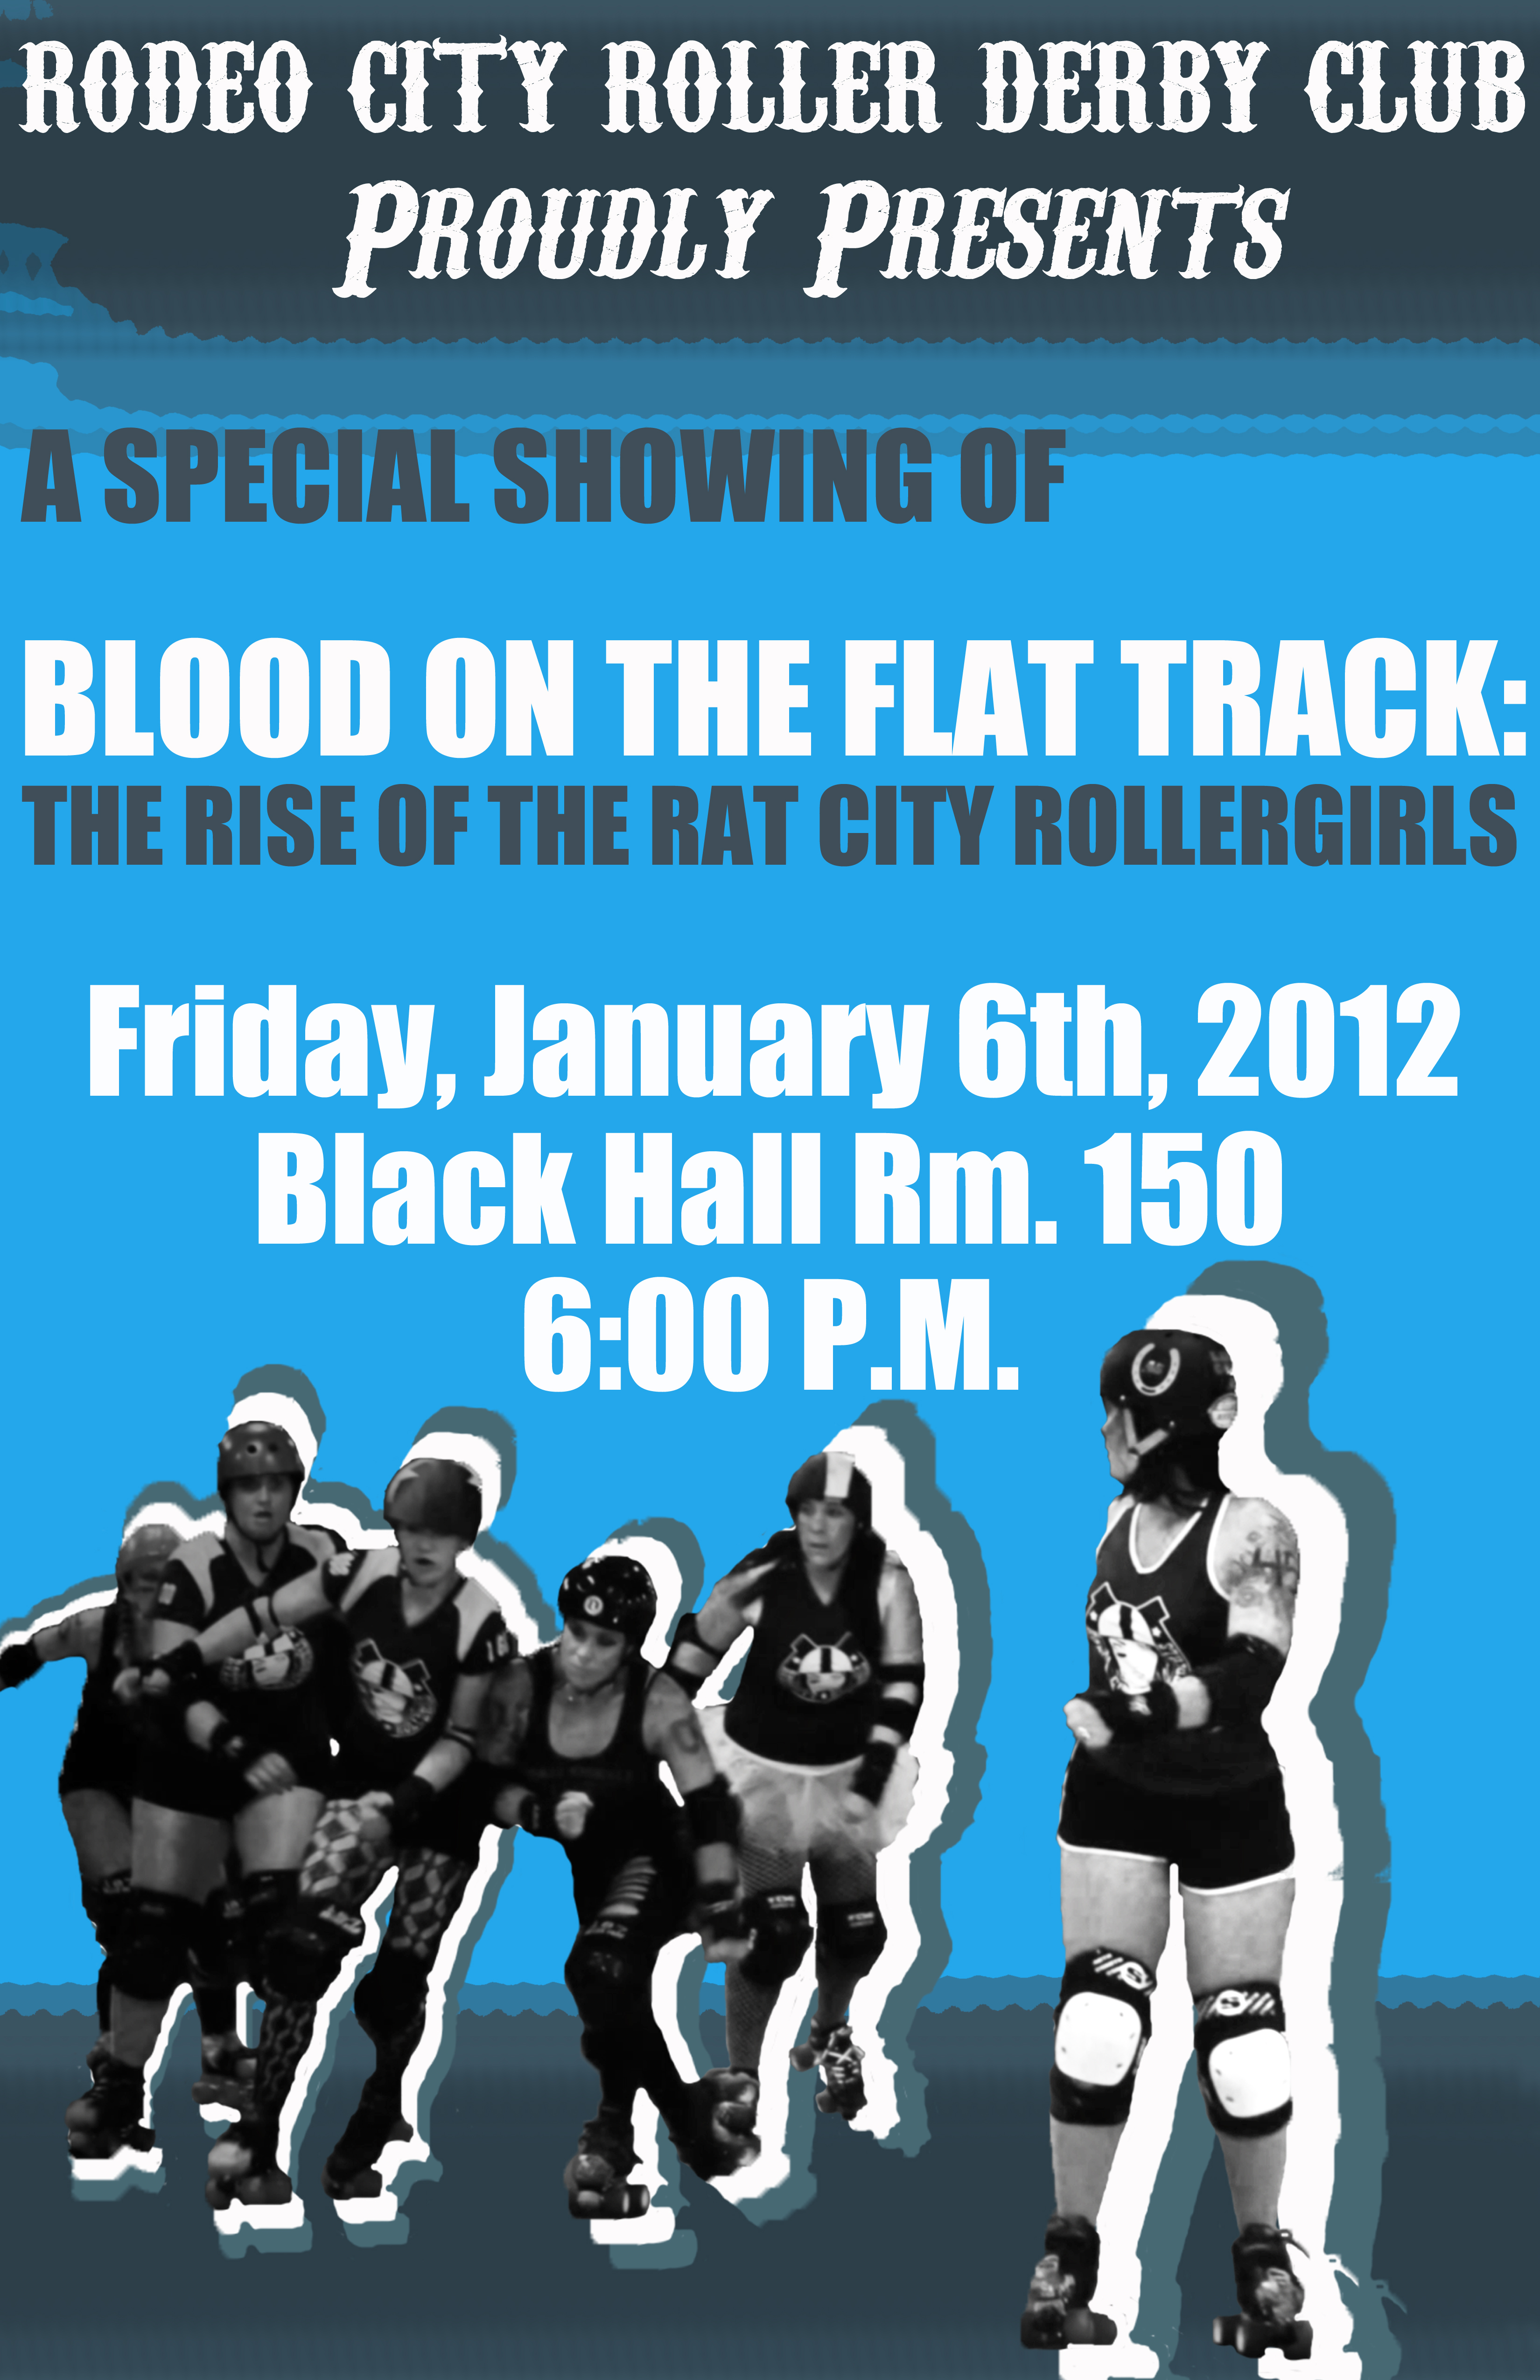 RODEO CITY ROLLER DERBY CLUB
PROUDLY PRESENTS
A SPECIAL SHOWING OF
BLOOD ON THE FLAT TRACK:
THE RISE OF THE RAT CITY ROLLERGIRLS
Friday, January 6th, 2012
Black Hall Rm. 150
6:00 P.M.